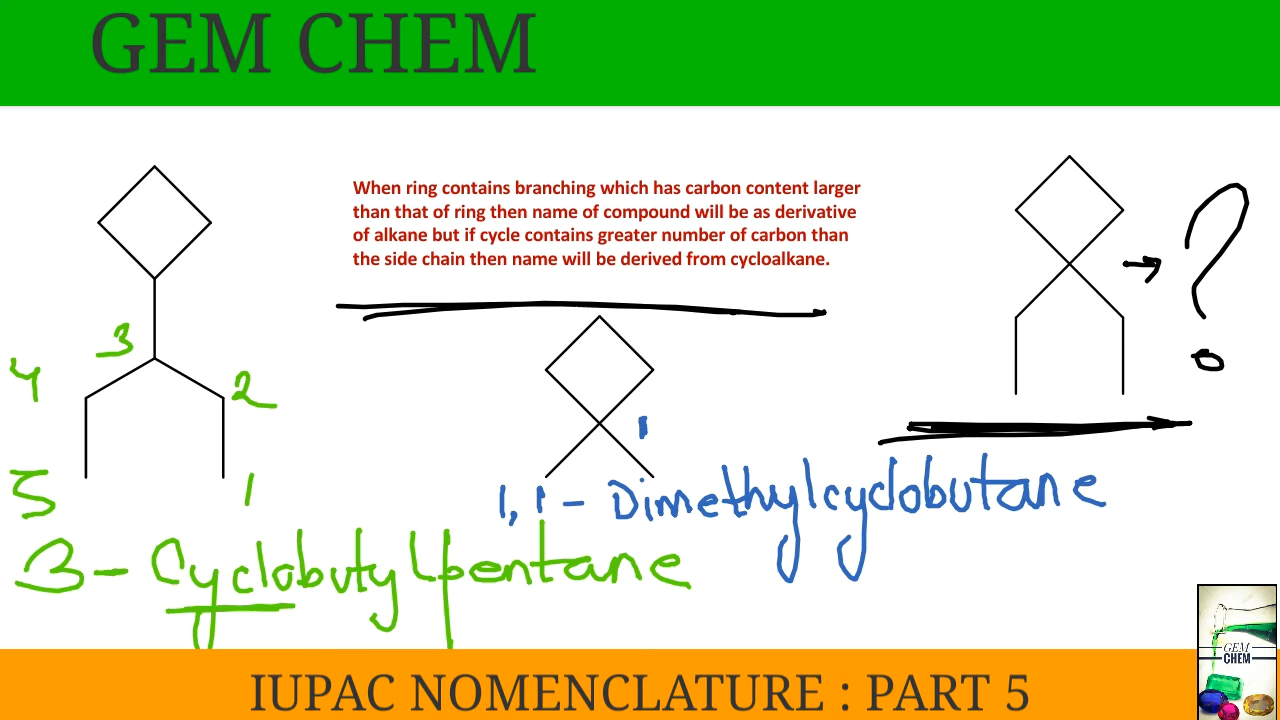 GEM CHEM
When ring contains branching which has carbon content larger
than that of ring then name of compound will be as derivative
of alkane but if cycle contains greater number of carbon than
the side chain then name will be derived from cycloalkane.
?
3
4
2
5
1
1
1,1-Dimethylcyclobutane
3-Cyclobutylpentane
GEM
CHEM
IUPAC NOMENCLATURE : PART 5